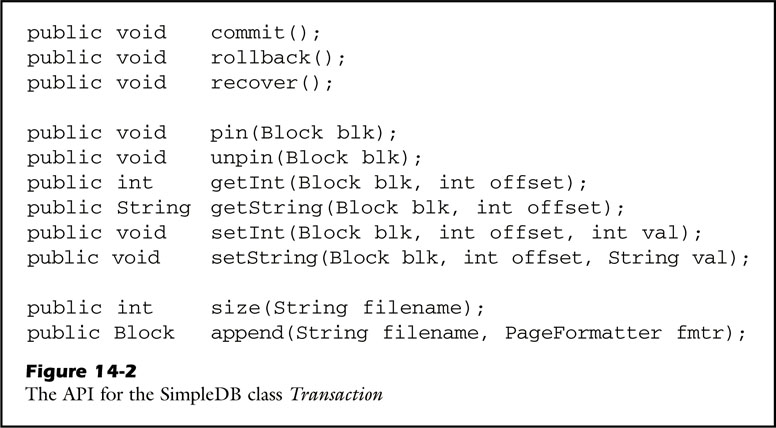 public void commit();
public void rollback();
public void recover();
public void pin(Block blk);
public void unpin(Block blk);
public int getInt(Block blk, int offset);
public String getString(Block blk, int offset);
public void setInt(Block blk, int offset, int val);
public void setString(Block blk, int offset, String val);
public int size(String filename);
public Block append(String filename, PageFormatter fmtr);
Figure 14-2
The API for the SimpleDB class Transaction